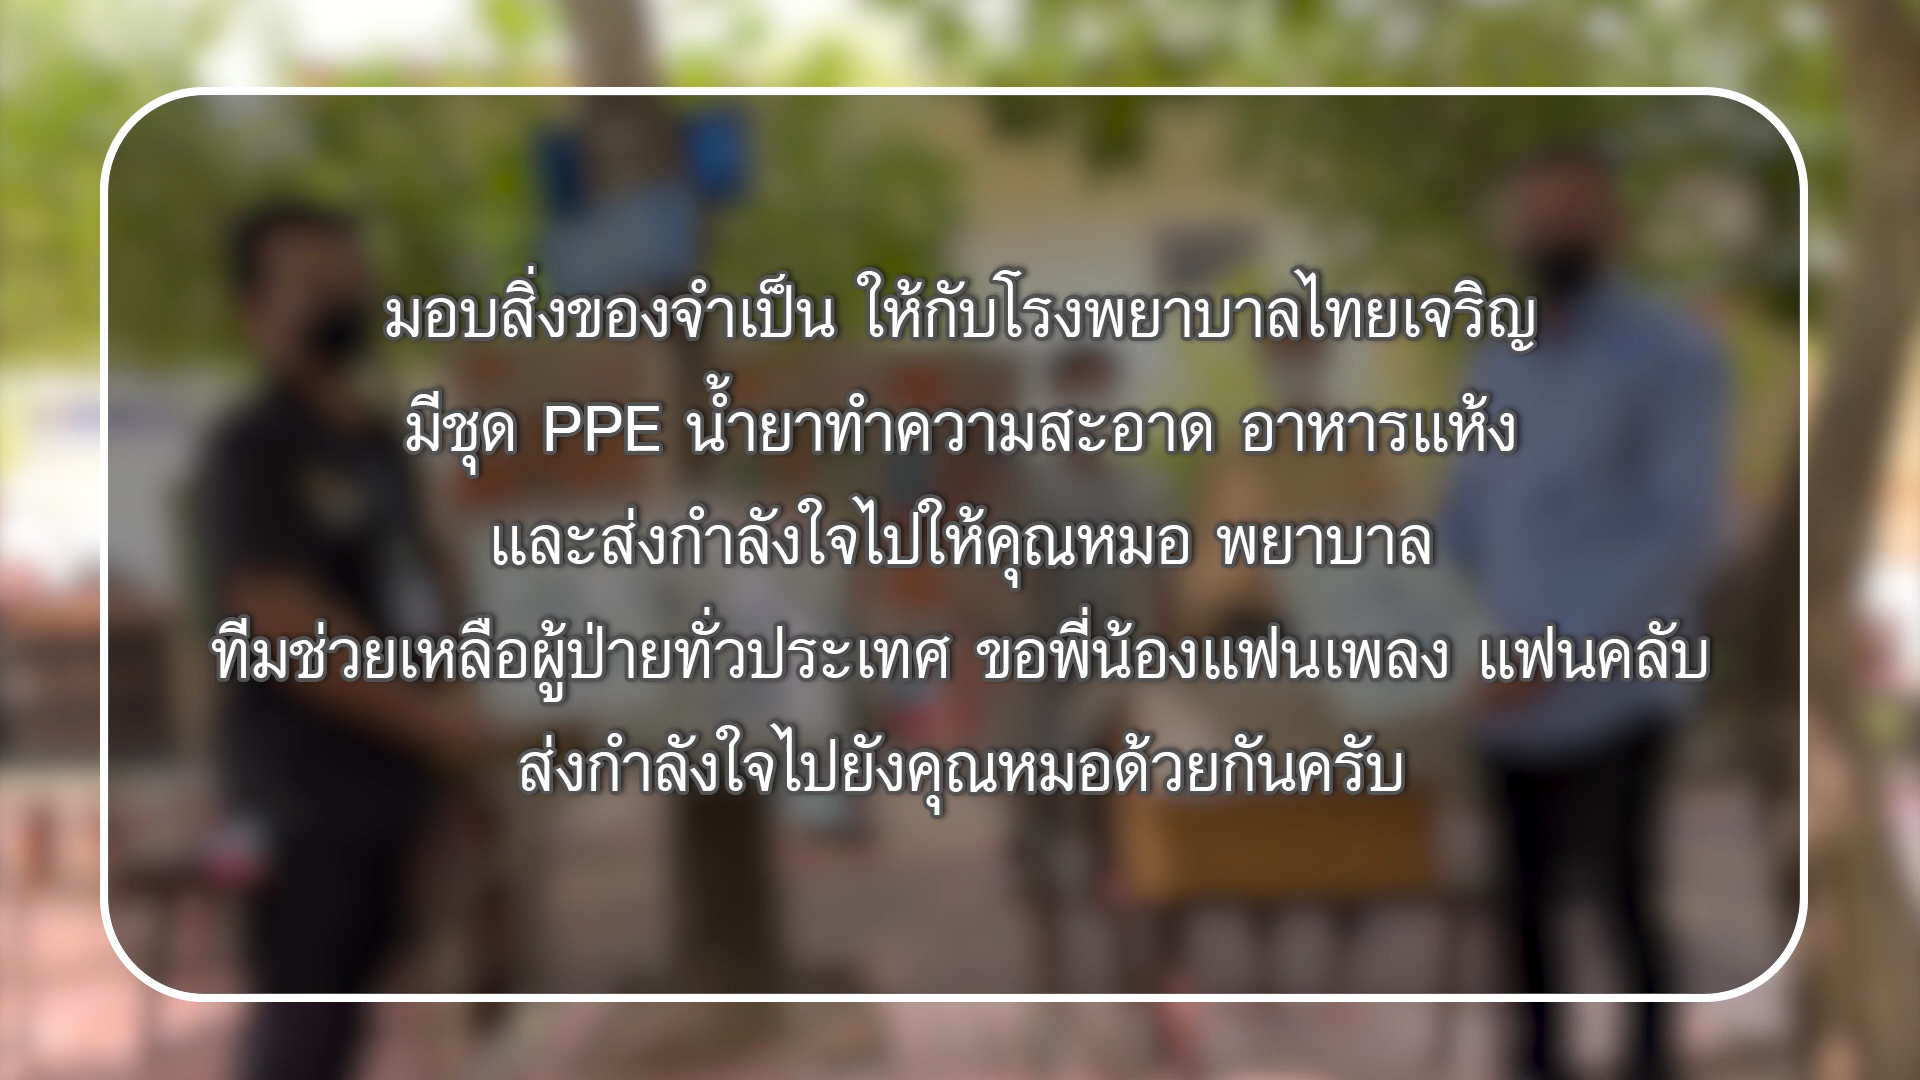 มอบสิ่งของจำเป็น ให้กับโรงพยาบาลไทยเจริญ
มีชุด PPE น้ำยาทำความสะอาด อาหารแห้ง
และส่งกำลังใจไปให้คุณหมอ พยาบาล
ทีมช่วยเหลือผู้ป่ายทั่วประเทศ ขอพี่น้องแฟนเพลง แฟนคลับ
ส่งกำลังใจไปยังคุณหมอด้วยกันครับ